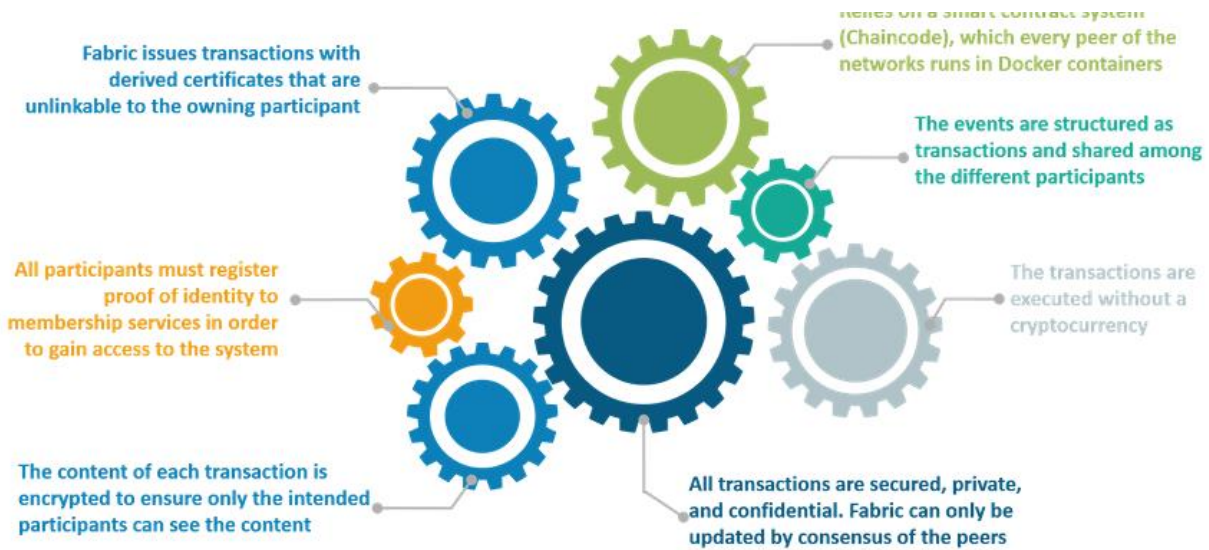 Fabric issues transactions with
derived certificates that are
unlinkable to the owning participant
Relies on a smart contract system
(Chaincode), which every peer of the
networks runs in Docker containers
The events are structured as
transactions and shared among
the different participants
All participants must register
proof of identity to
membership services in order
to gain access to the system
The transactions are
executed without a
cryptocurrency
The content of each transaction is
encrypted to ensure only the intended
participants can see the content
All transactions are secured, private,
and confidential. Fabric can only be
updated by consensus of the peers